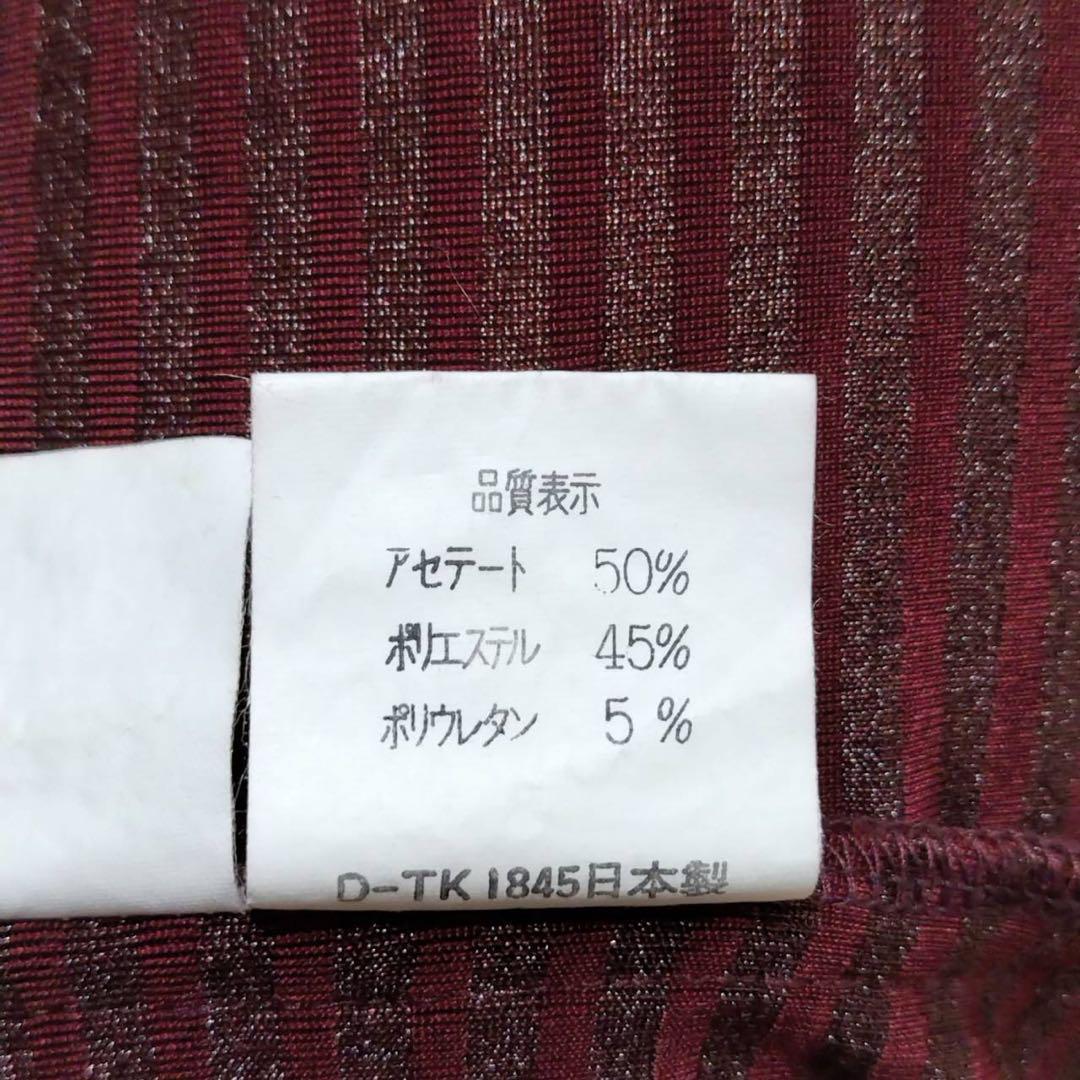 品質表示
アセテート 50%
ポリエステル 45%
ポリウレタン 5 %
D-TK 1845日本製